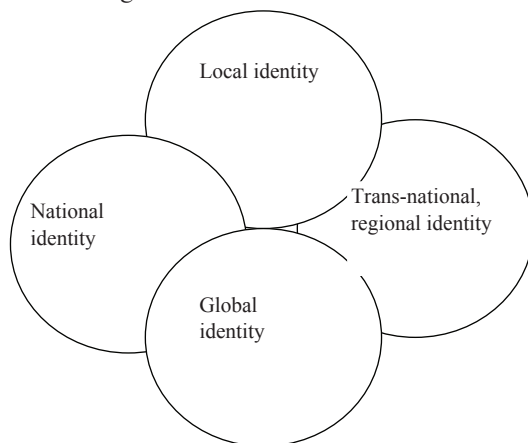 Local identity
Trans-national,
regional identity
National
identity
Global
identity